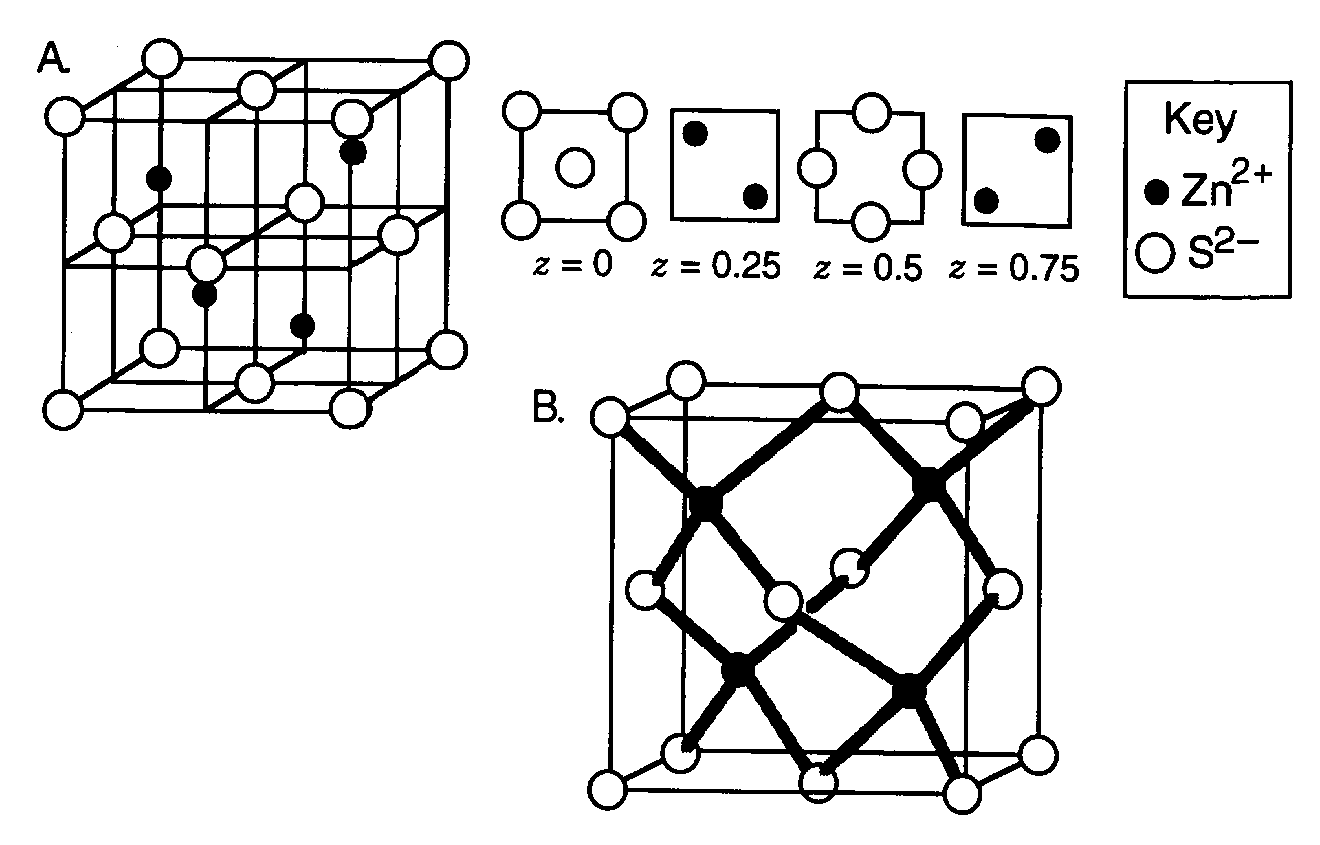 A.
z = 0
z = 0.25
z = 0.5
z = 0.75
Key
Zn2+
S2−
B.